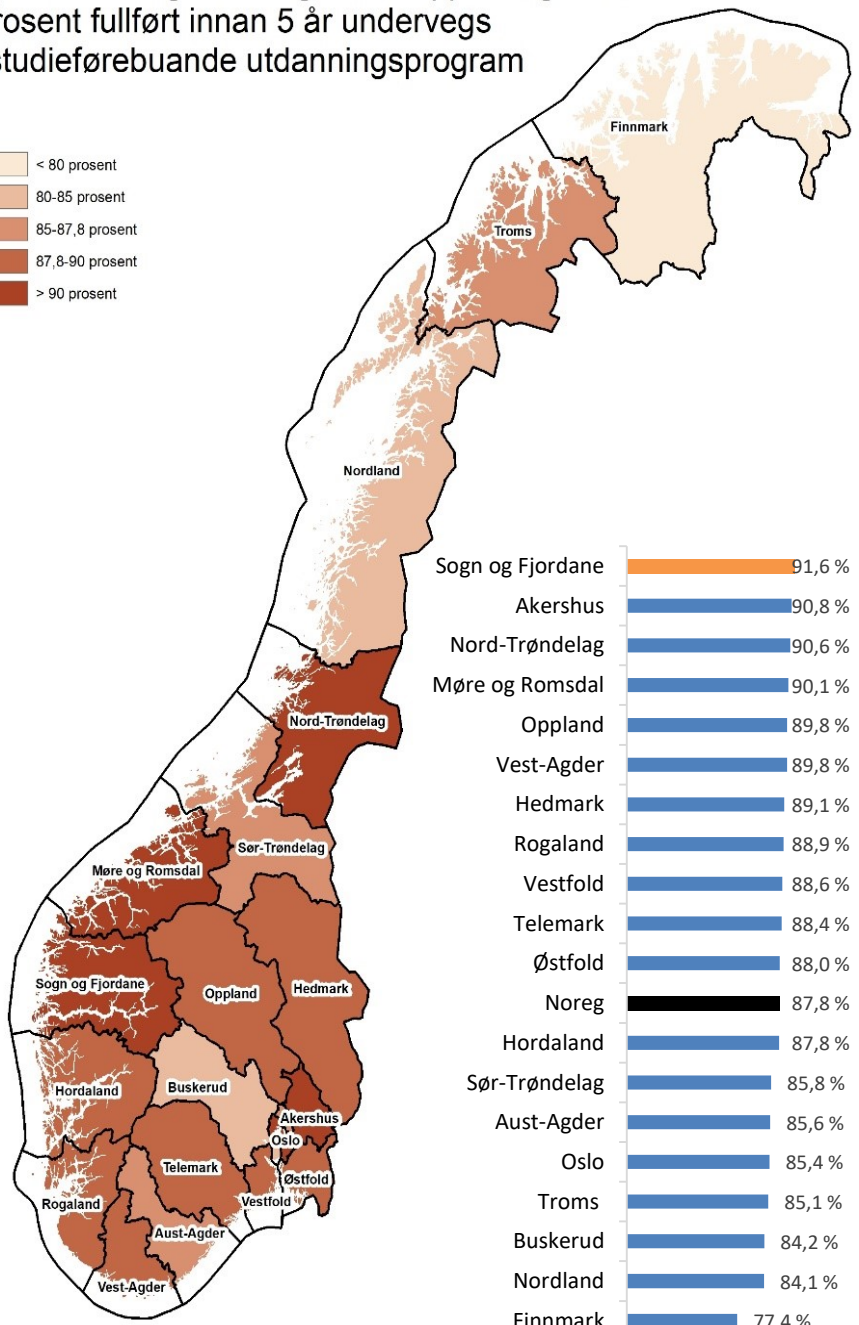 rosent fullført innan 5 år undervegs
studieførebuande utdanningsprogram
< 80 prosent
80-85 prosent
85-87,8 prosent
87,8-90 prosent
> 90 prosent
Finnmark
Troms
Nordland
Nord-Trøndelag
Sør-Trøndelag
Møre og Romsdal
Sogn og Fjordane
Oppland
Hedmark
Hordaland
Buskerud
Akershus
Oslo
Telemark
Østfold
Rogaland
Vestfold
Aust-Agder
Vest-Agder
Sogn og Fjordane 91,6 %
Akershus 90,8 %
Nord-Trøndelag 90,6 %
Møre og Romsdal 90,1 %
Oppland 89,8 %
Vest-Agder 89,8 %
Hedmark 89,1 %
Rogaland 88,9 %
Vestfold 88,6 %
Telemark 88,4 %
Østfold 88,0 %
Noreg 87,8 %
Hordaland 87,8 %
Sør-Trøndelag 85,8 %
Aust-Agder 85,6 %
Oslo 85,4 %
Troms 85,1 %
Buskerud 84,2 %
Nordland 84,1 %
Finnmark 77,4 %